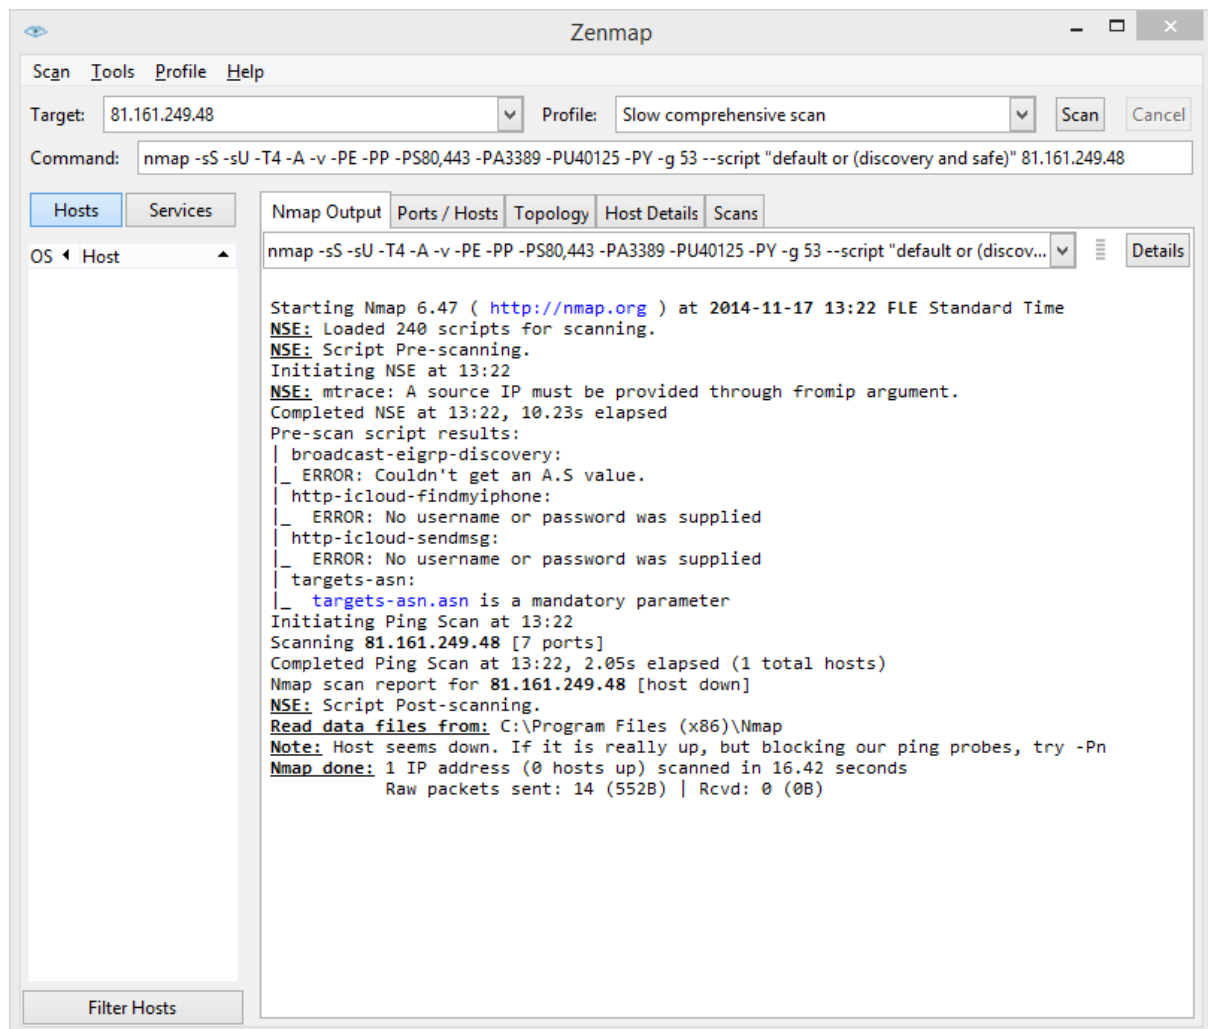 Zenmap
Scan Tools Profile Help
Target: 81.161.249.48 Profile: Slow comprehensive scan Scan Cancel
Command: nmap -sS -sU -T4 -A -v -PE -PP -PS80,443 -PA3389 -PU40125 -PY -g 53 --script "default or (discovery and safe)" 81.161.249.48
Hosts Services
Nmap Output Ports / Hosts Topology Host Details Scans
OS Host
nmap -sS -sU -T4 -A -v -PE -PP -PS80,443 -PA3389 -PU40125 -PY -g 53 --script "default or (discov... Details
Starting Nmap 6.47 ( http://nmap.org ) at 2014-11-17 13:22 FLE Standard Time
NSE: Loaded 240 scripts for scanning.
NSE: Script Pre-scanning.
Initiating NSE at 13:22
NSE: mtrace: A source IP must be provided through fromip argument.
Completed NSE at 13:22, 10.23s elapsed
Pre-scan script results:
| broadcast-eigrp-discovery:
|_ ERROR: Couldn't get an A.S value.
| http-icloud-findmyiphone:
|_  ERROR: No username or password was supplied
| http-icloud-sendmsg:
|_  ERROR: No username or password was supplied
| targets-asn:
|_  targets-asn.asn is a mandatory parameter
Initiating Ping Scan at 13:22
Scanning 81.161.249.48 [7 ports]
Completed Ping Scan at 13:22, 2.05s elapsed (1 total hosts)
Nmap scan report for 81.161.249.48 [host down]
NSE: Script Post-scanning.
Read data files from: C:\Program Files (x86)\Nmap
Note: Host seems down. If it is really up, but blocking our ping probes, try -Pn
Nmap done: 1 IP address (0 hosts up) scanned in 16.42 seconds
Raw packets sent: 14 (552B) | Rcvd: 0 (0B)
Filter Hosts